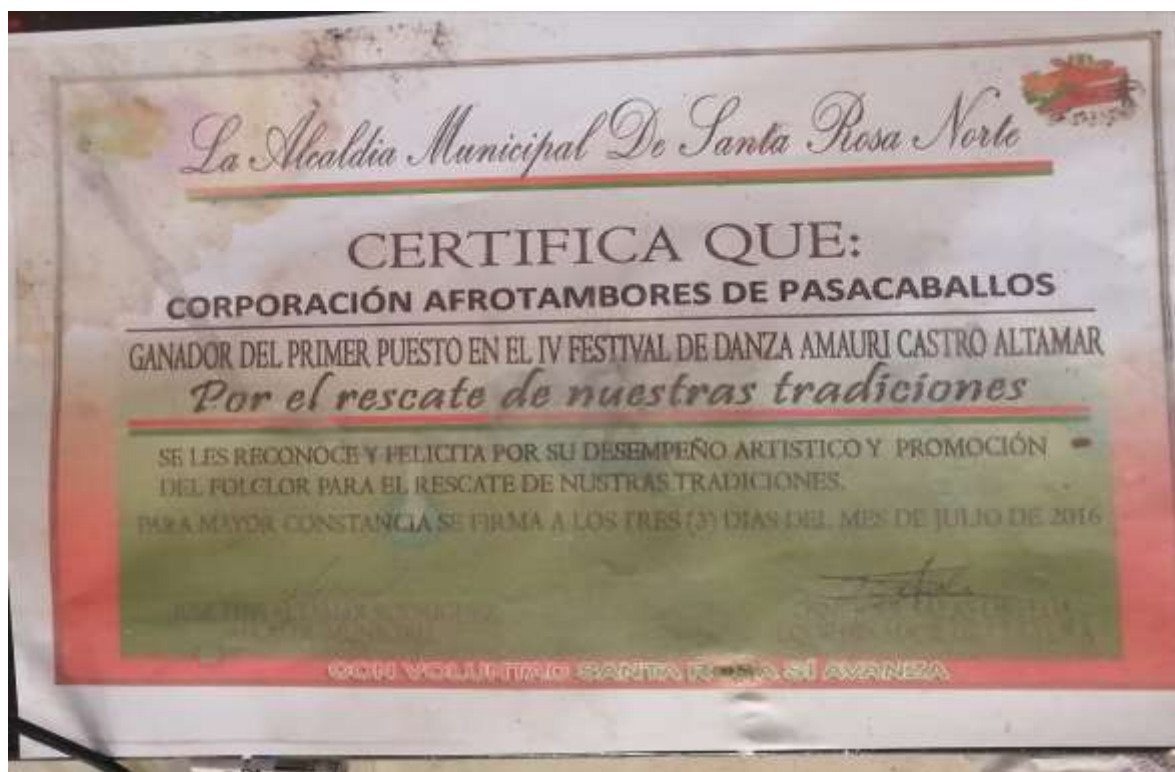 La Alcaldia Municipal De Santa Rosa Norte
CERTIFICA QUE:
CORPORACIÓN AFROTAMBORES DE PASACABALLOS
GANADOR DEL PRIMER PUESTO EN EL IV FESTIVAL DE DANZA AMAURI CASTRO ALTAMAR
Por el rescate de nuestras tradiciones
SE LES RECONOCE Y FELICITA POR SU DESEMPEÑO ARTISTICO Y PROMOCIÓN
DEL FOLCLOR PARA EL RESCATE DE NUSTRAS TRADICIONES.
PARA MAYOR CONSTANCIA SE FIRMA A LOS TRES (3) DIAS DEL MES DE JULIO DE 2016
CON VOLUNTAD SANTA ROSA SÍ AVANZA